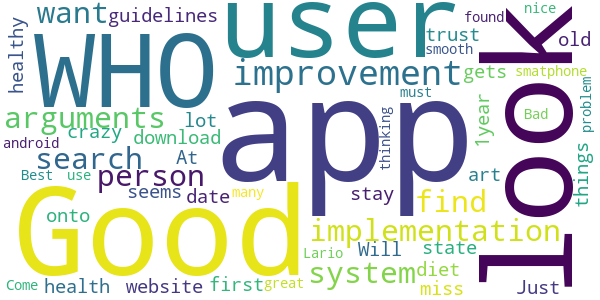 want guidelines
user
found
nice
old
trust
smooth
healthy
WHO
improvement
gets
smatphone
look
arguments
crazy
lot
download
app
thinking
must
1year
Bad
problem
android
search
At
person
Best
use
seems
date
many
stay
art
things
Good
find
onto
implementation
Lario
Will
state
system
diet
miss
Come
health
website
first
great
Just